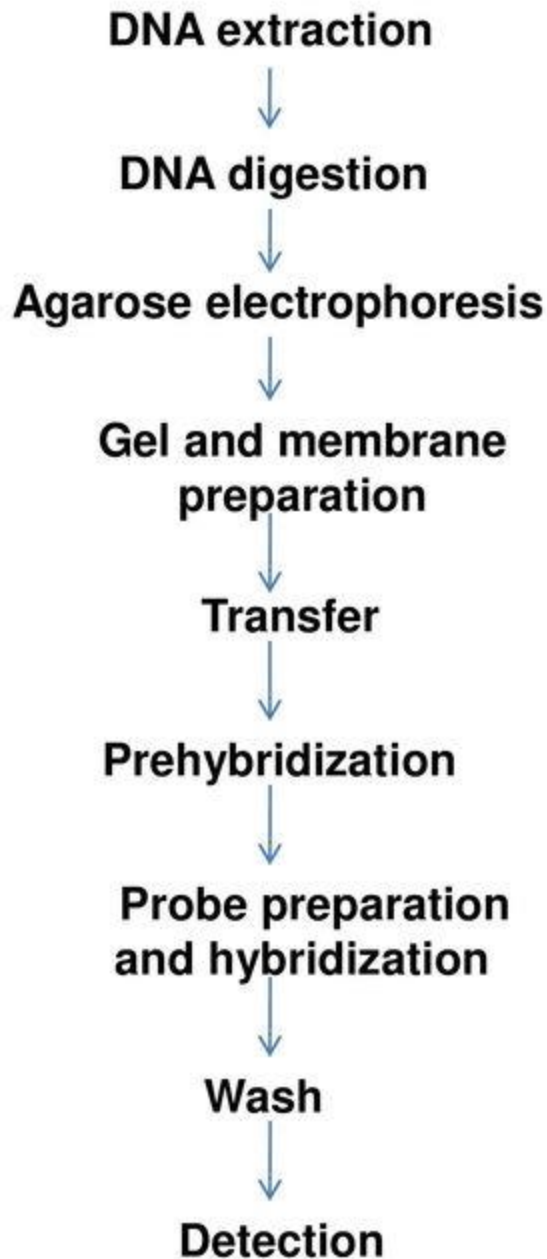 DNA extraction
DNA digestion
Agarose electrophoresis
Gel and membrane
preparation
Transfer
Prehybridization
Probe preparation
and hybridization
Wash
Detection